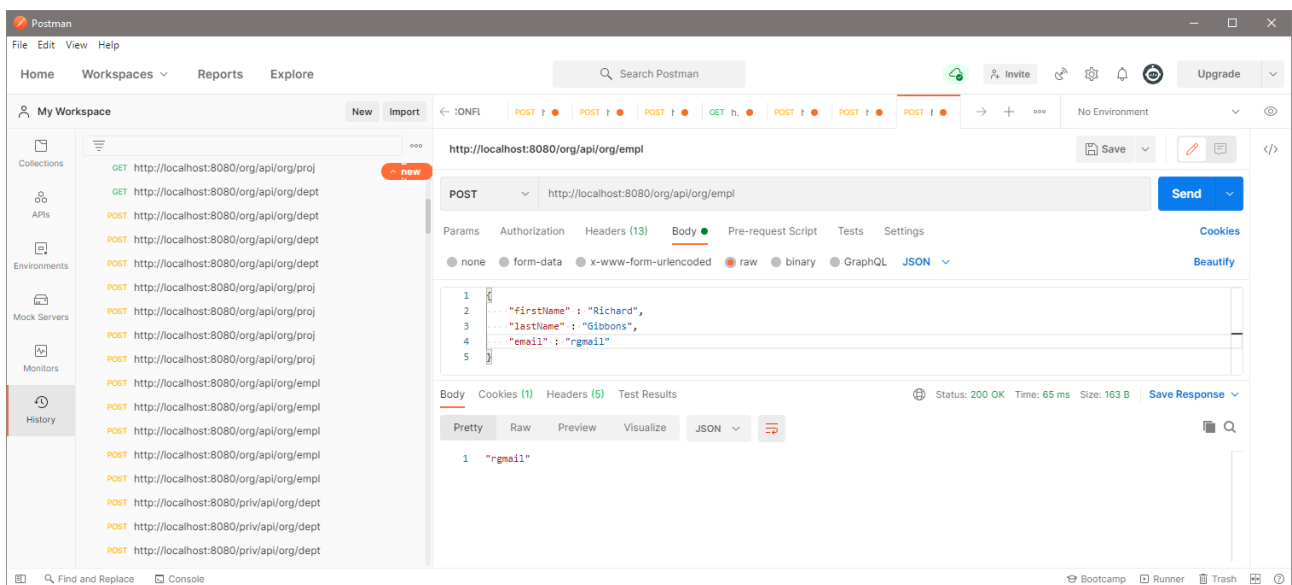 Postman
File Edit View Help
Home Workspaces Reports Explore
Search Postman
Invite
Upgrade
My Workspace
New Import
No Environment
Collections
APIs
Environments
Mock Servers
Monitors
History
GET http://localhost:8080/org/api/org/proj
new
GET http://localhost:8080/org/api/org/dept
POST http://localhost:8080/org/api/org/dept
POST http://localhost:8080/org/api/org/dept
POST http://localhost:8080/org/api/org/dept
POST http://localhost:8080/org/api/org/proj
POST http://localhost:8080/org/api/org/proj
POST http://localhost:8080/org/api/org/proj
POST http://localhost:8080/org/api/org/proj
POST http://localhost:8080/org/api/org/empl
POST http://localhost:8080/org/api/org/empl
POST http://localhost:8080/org/api/org/empl
POST http://localhost:8080/org/api/org/empl
POST http://localhost:8080/org/api/org/empl
POST http://localhost:8080/priv/api/org/dept
POST http://localhost:8080/priv/api/org/dept
POST http://localhost:8080/priv/api/org/dept
POST POST POST GET h. POST POST POST
http://localhost:8080/org/api/org/empl
Save
POST http://localhost:8080/org/api/org/empl
Send
Params Authorization Headers (13) Body Pre-request Script Tests Settings
Cookies
none form-data x-www-form-urlencoded raw binary GraphQL JSON
Beautify
1 {
2 "firstName" : "Richard",
3 "lastName" : "Gibbons",
4 "email" : "rgmail"
5 }
Body Cookies (1) Headers (5) Test Results
Status: 200 OK Time: 65 ms Size: 163 B Save Response
Pretty Raw Preview Visualize JSON
1 "rgmail"
Find and Replace Console
Bootcamp Runner Trash